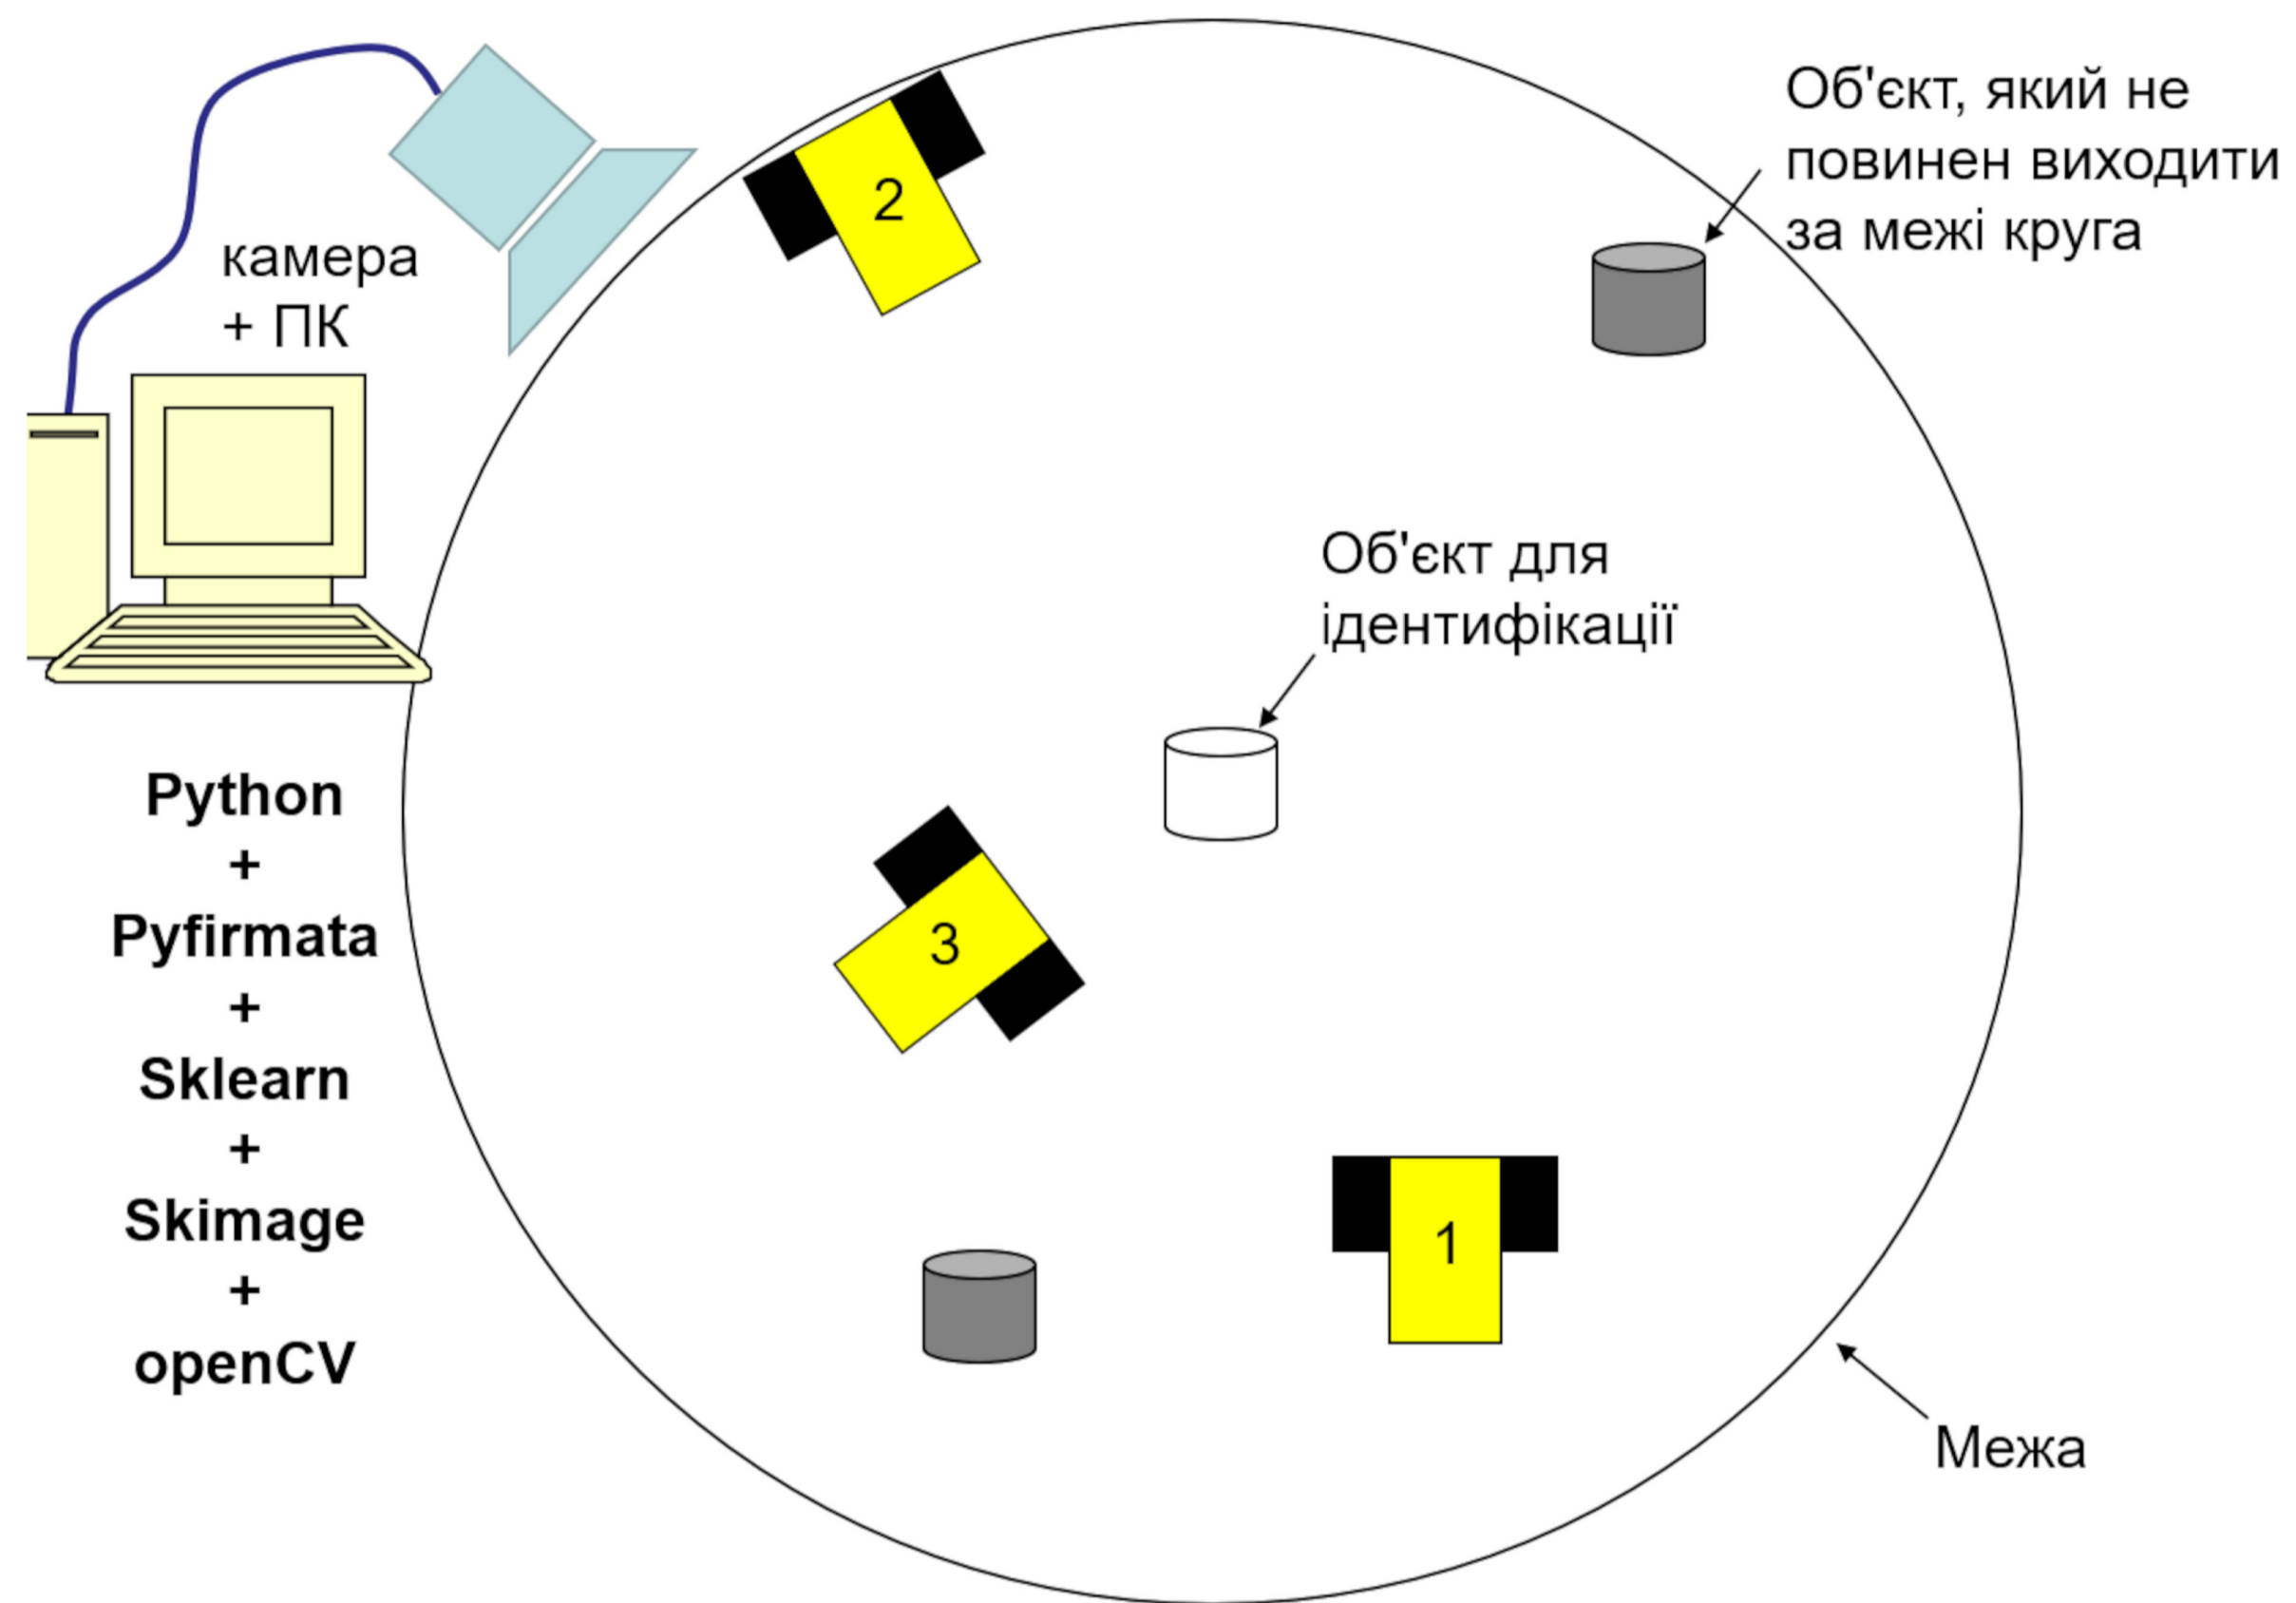 Об'єкт, який не
повинен виходити
за межі круга
2
камера
+ ПК
Об'єкт для
ідентифікації
Python
+
Pyfirmata
+
Sklearn
+
Skimage
+
openCV
3
1
Межа